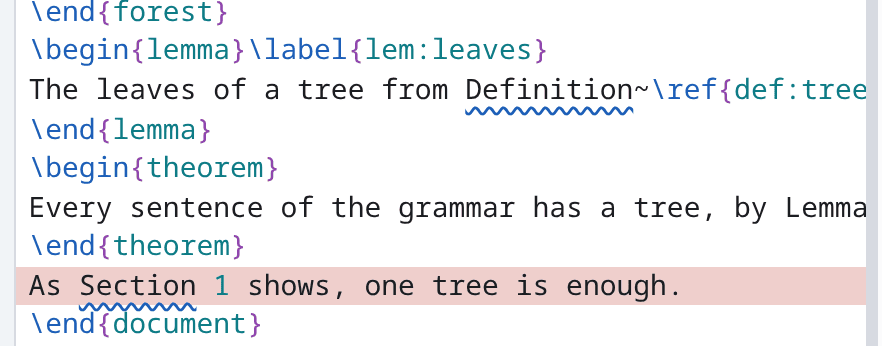 \end{forest}
\begin{lemma}\label{lem:leaves}
The leaves of a tree from Definition~\ref{def:tree
\end{lemma}
\begin{theorem}
Every sentence of the grammar has a tree, by Lemma
\end{theorem}
As Section 1 shows, one tree is enough.
\end{document}